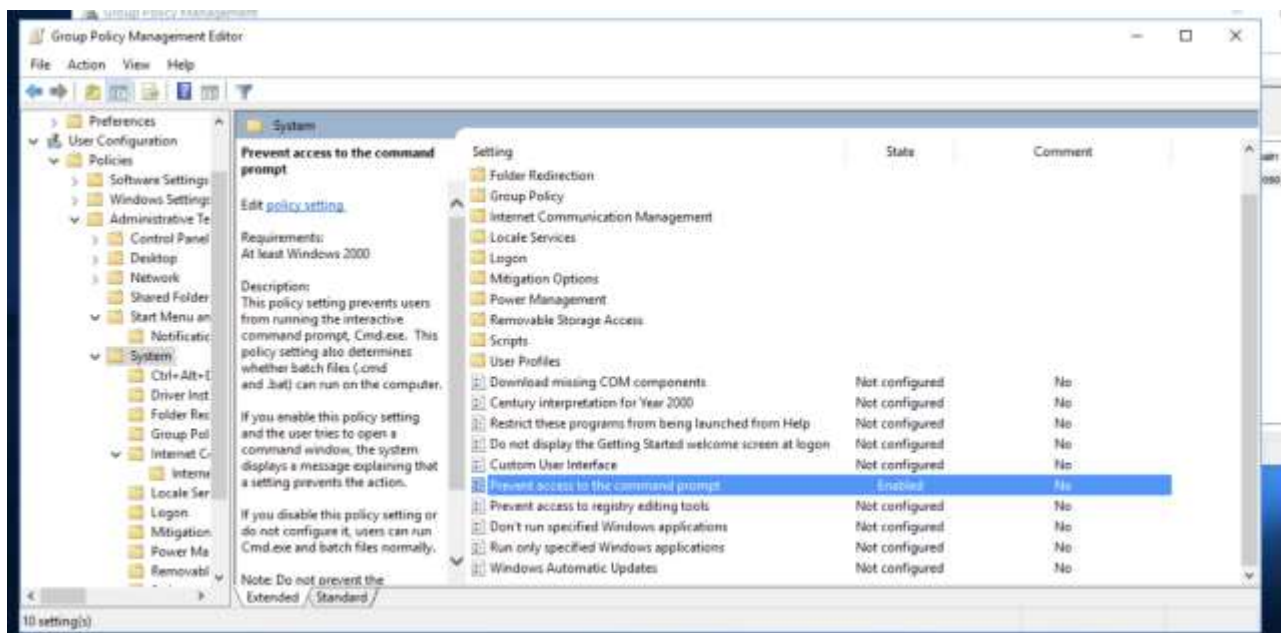 Group Policy Management
Group Policy Management Editor
File Action View Help
Preferences
User Configuration
Policies
Software Settings
Windows Setting
Administrative Te
Control Panel
Desktop
Network
Shared Folder
Start Menu an
Notificatic
System
Ctrl+Alt+D
Driver Inst
Folder Rec
Group Pol
Internet C
Interne
Locale Ser
Logon
Mitigation
Power Ma
Removabl
System
Prevent access to the command
prompt
Edit policy setting
Requirements:
At least Windows 2000
Description:
This policy setting prevents users
from running the interactive
command prompt, Cmd.exe. This
policy setting also determines
whether batch files (.cmd
and .bat) can run on the computer.
If you enable this policy setting
and the user tries to open a
command window, the system
displays a message explaining that
a setting prevents the action.
If you disable this policy setting or
do not configure it, users can run
Cmd.exe and batch files normally.
Note: Do not prevent the
Setting State Comment
Folder Redirection
Group Policy
Internet Communication Management
Locale Services
Logon
Mitigation Options
Power Management
Removable Storage Access
Scripts
User Profiles
Download missing COM components Not configured No
Century interpretation for Year 2000 Not configured No
Restrict these programs from being launched from Help Not configured No
Do not display the Getting Started welcome screen at logon Not configured No
Custom User Interface Not configured No
Prevent access to the command prompt Enabled No
Prevent access to registry editing tools Not configured No
Don't run specified Windows applications Not configured No
Run only specified Windows applications Not configured No
Windows Automatic Updates Not configured No
Extended Standard
10 setting(s)